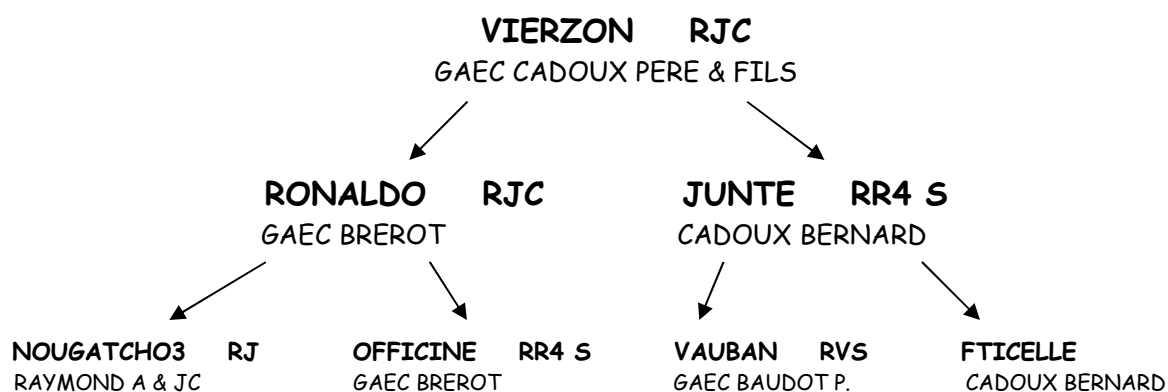 VIERZON RJC
GAEC CADOUX PERE & FILS
RONALDO RJC JUNTE RR4 S
GAEC BREROT CADOUX BERNARD
NOUGATCHO3 RJ OFFICINE RR4 S VAUBAN RVS FTICELLE
RAYMOND A & JC GAEC BREROT GAEC BAUDOT P. CADOUX BERNARD